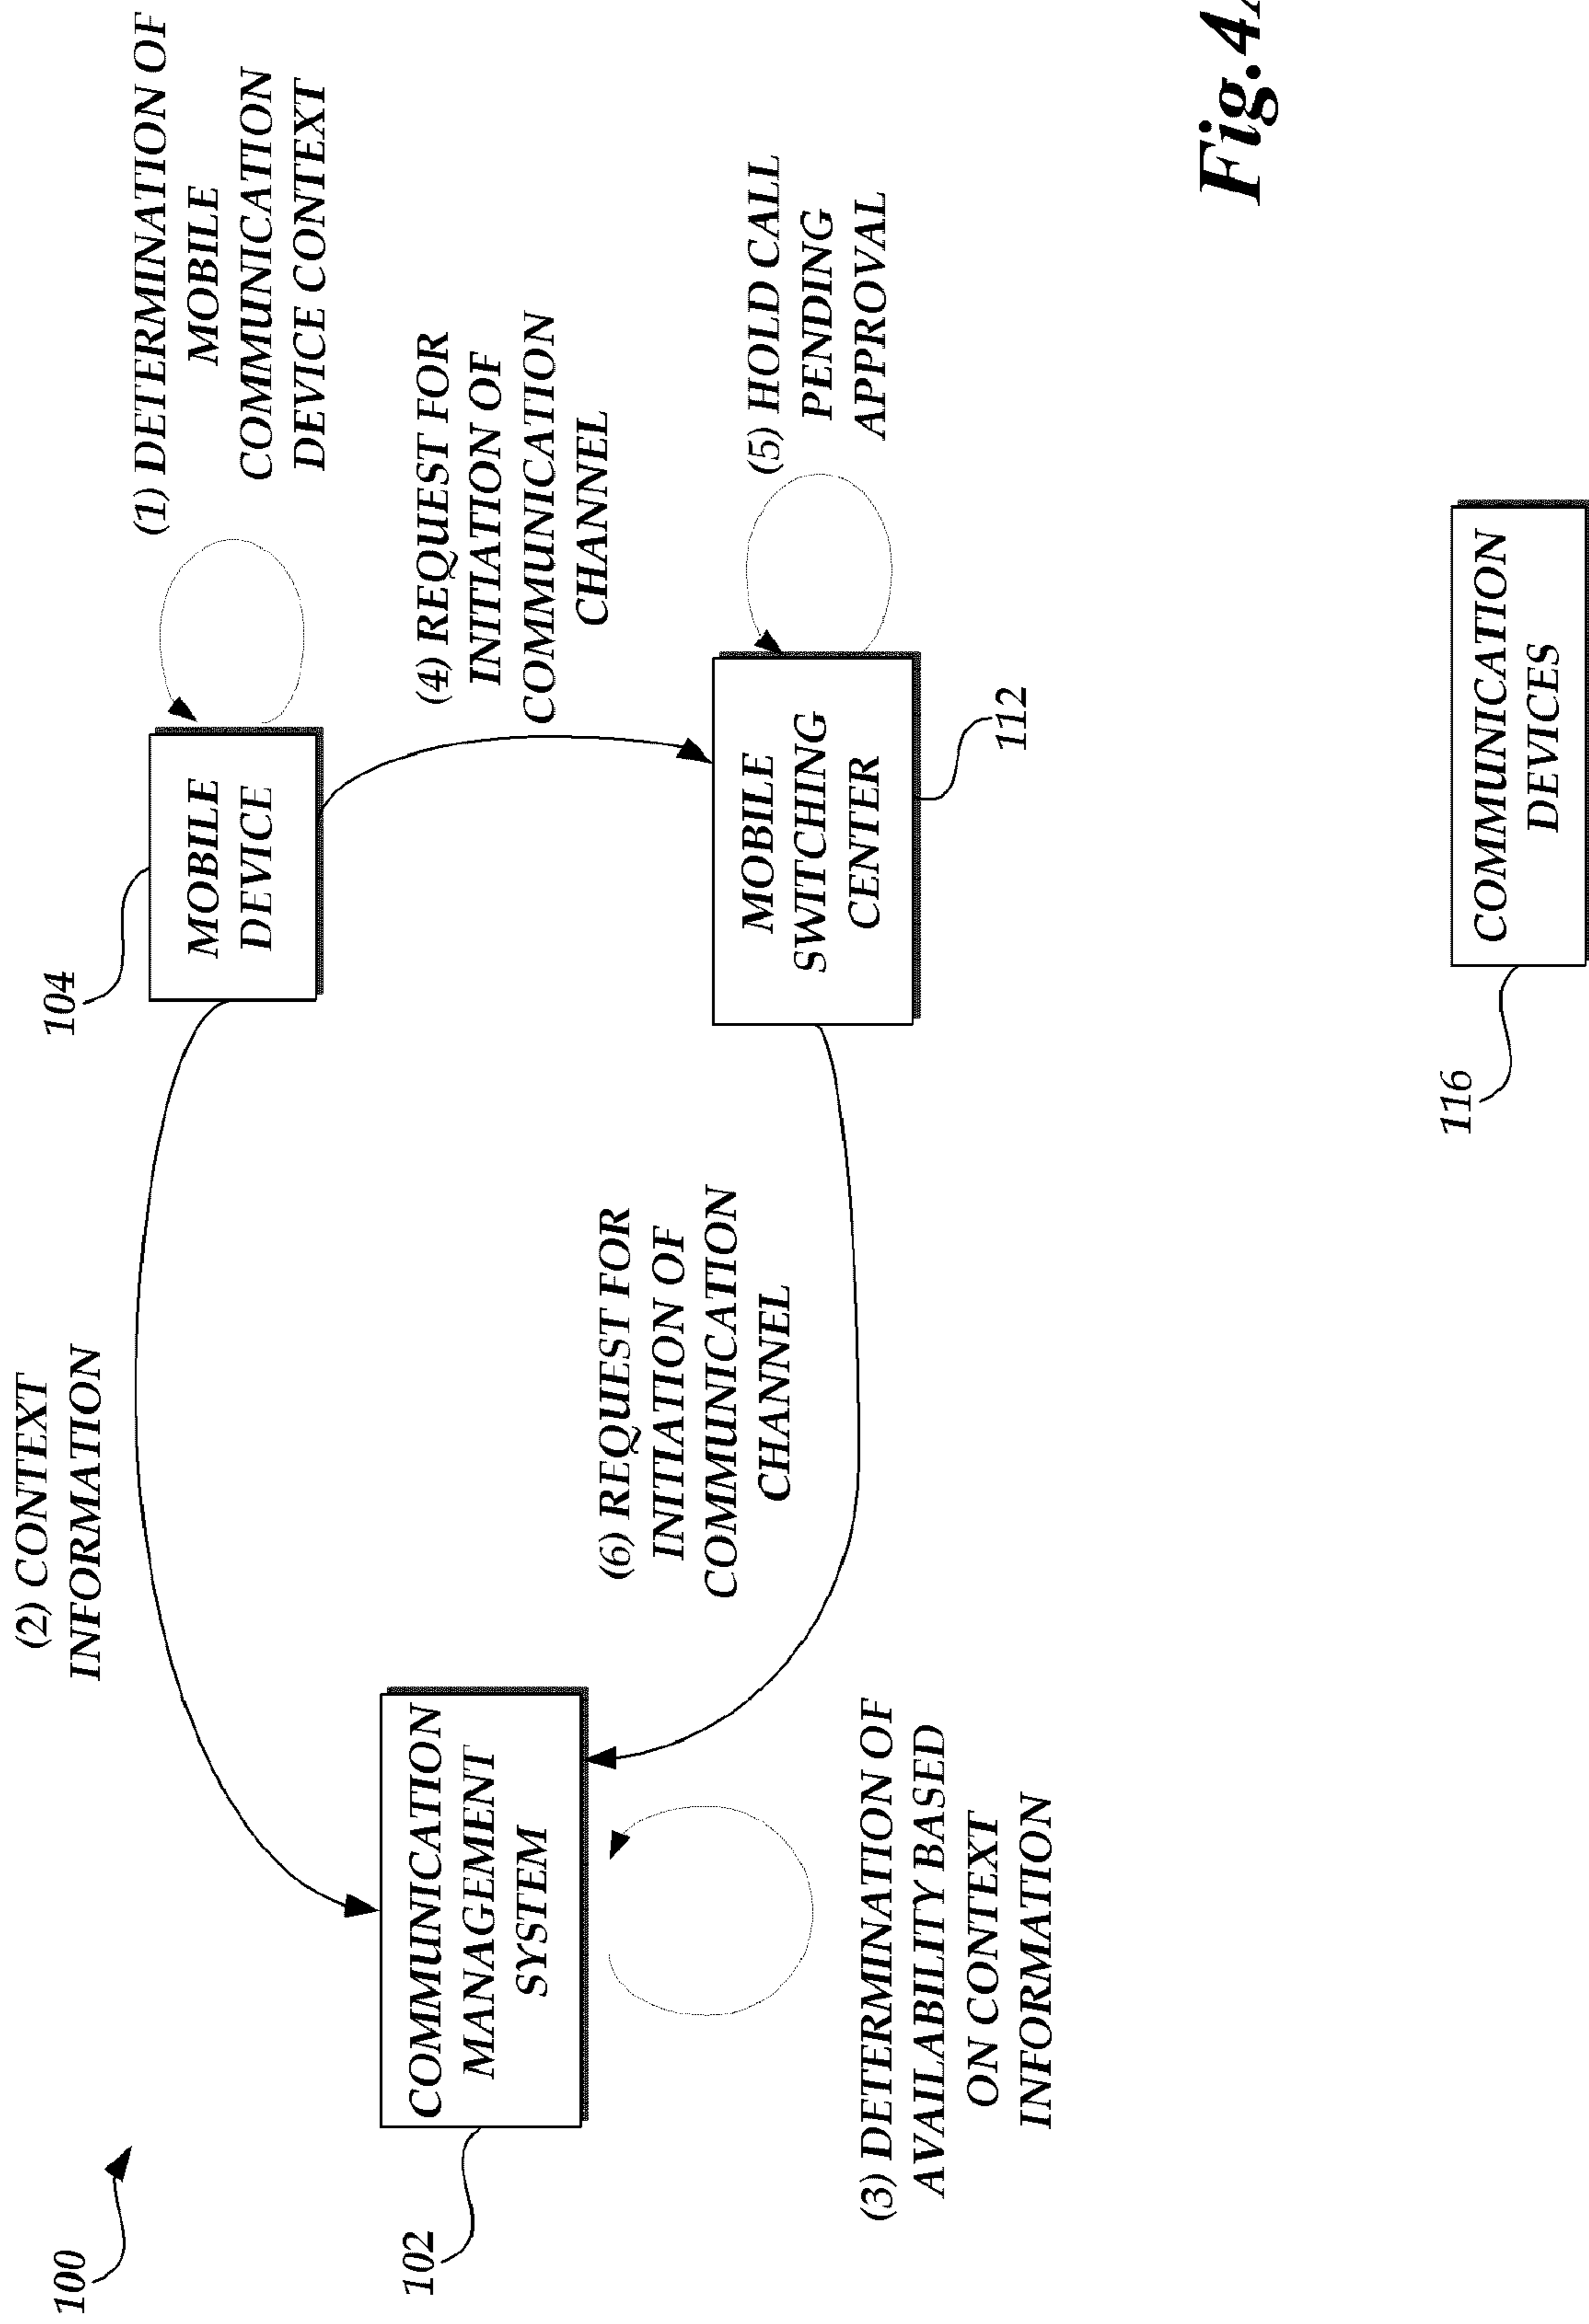 100
(2) CONTEXT
INFORMATION
104
MOBILE
DEVICE
(1) DETERMINATION OF
MOBILE
COMMUNICATION
DEVICE CONTEXT
102
COMMUNICATION
MANAGEMENT
SYSTEM
(4) REQUEST FOR
INITIATION OF
COMMUNICATION
CHANNEL
(6) REQUEST FOR
INITIATION OF
COMMUNICATION
CHANNEL
MOBILE
SWITCHING
CENTER
(5) HOLD CALL
PENDING
APPROVAL
112
(3) DETERMINATION OF
AVAILABILITY BASED
ON CONTEXT
INFORMATION
Fig.4
116
COMMUNICATION
DEVICES